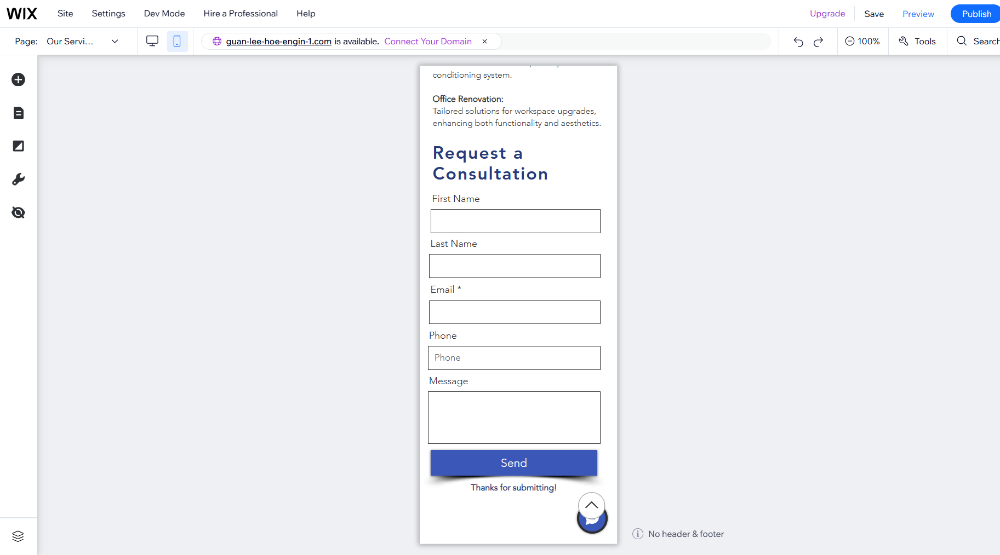 WIX Site Settings Dev Mode Hire a Professional Help Upgrade Save Preview Publish
Page: Our Servi... guan-lee-hoe-engin-1.com is available. Connect Your Domain × 100% Tools Search
conditioning system.
Office Renovation:
Tailored solutions for workspace upgrades,
enhancing both functionality and aesthetics.
Request a
Consultation
First Name
Last Name
Email *
Phone
Phone
Message
Send
Thanks for submitting!
No header & footer